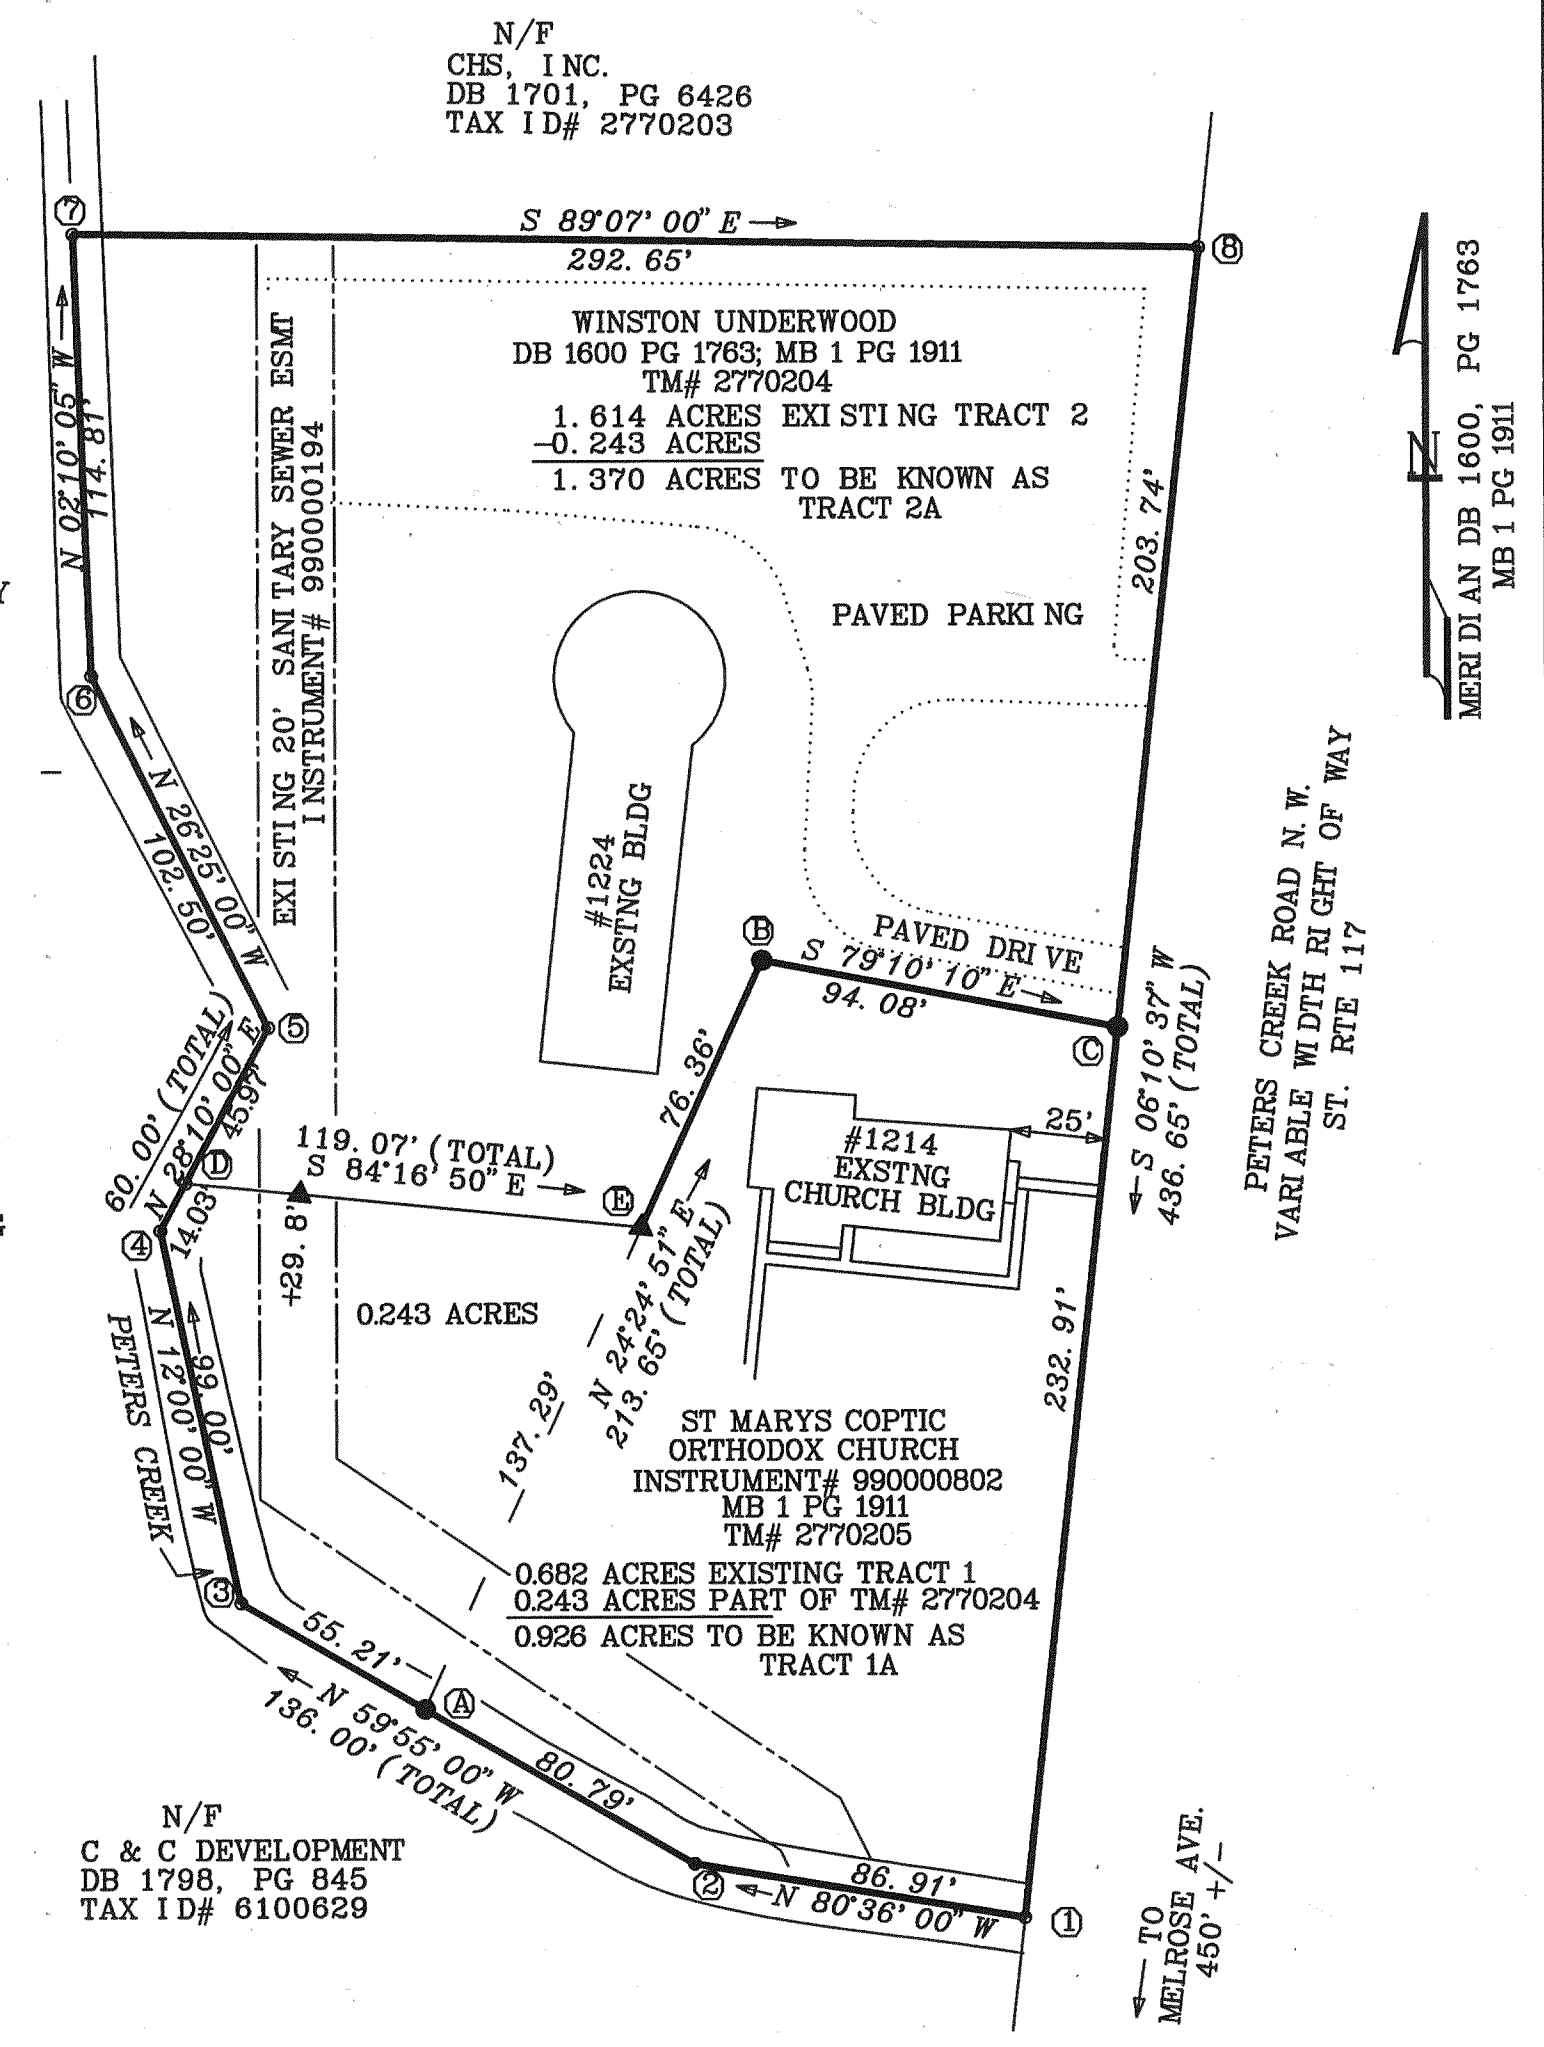 N/F
CHS, INC.
DB 1701, PG 6426
TAX ID# 2770203
7
S 89°07'00" E
292.65'
8
WINSTON UNDERWOOD
DB 1600 PG 1763; MB 1 PG 1911
TM# 2770204
1.614 ACRES EXISTING TRACT 2
-0.243 ACRES
1.370 ACRES TO BE KNOWN AS
TRACT 2A
N 02°10'05" W
114.81'
EXISTING 20' SANITARY SEWER ESMT
INSTRUMENT# 990000194
203.74'
N
MERIDIAN DB 1600, PG 1763
MB 1 PG 1911
PAVED PARKING
6
N 26°25'00" W
102.50'
#1224
EXSTNG BLDG
PETERS CREEK ROAD N.W.
VARIABLE WIDTH RIGHT OF WAY
ST. RTE 117
B
PAVED DRIVE
S 79°10'10" E
94.08'
5
C
S 06°10'37" W
436.65' (TOTAL)
60.00' (TOTAL)
N 28°10'00" E
45.97'
76.36'
D
119.07' (TOTAL)
S 84°16'50" E
E
#1214
EXSTNG
CHURCH BLDG
25'
14.03'
4
+29.8'
0.243 ACRES
N 24°24'51" E
213.65' (TOTAL)
232.91'
137.29'
PETERS CREEK
N 12°00'00" W
99.00'
ST MARYS COPTIC
ORTHODOX CHURCH
INSTRUMENT# 990000802
MB 1 PG 1911
TM# 2770205
0.682 ACRES EXISTING TRACT 1
0.243 ACRES PART OF TM# 2770204
0.926 ACRES TO BE KNOWN AS
TRACT 1A
3
55.21'
A
N 59°55'00" W
136.00' (TOTAL)
80.79'
N/F
C & C DEVELOPMENT
DB 1798, PG 845
TAX ID# 6100629
2
86.91'
N 80°36'00" W
1
TO
MELROSE AVE.
450' +/-